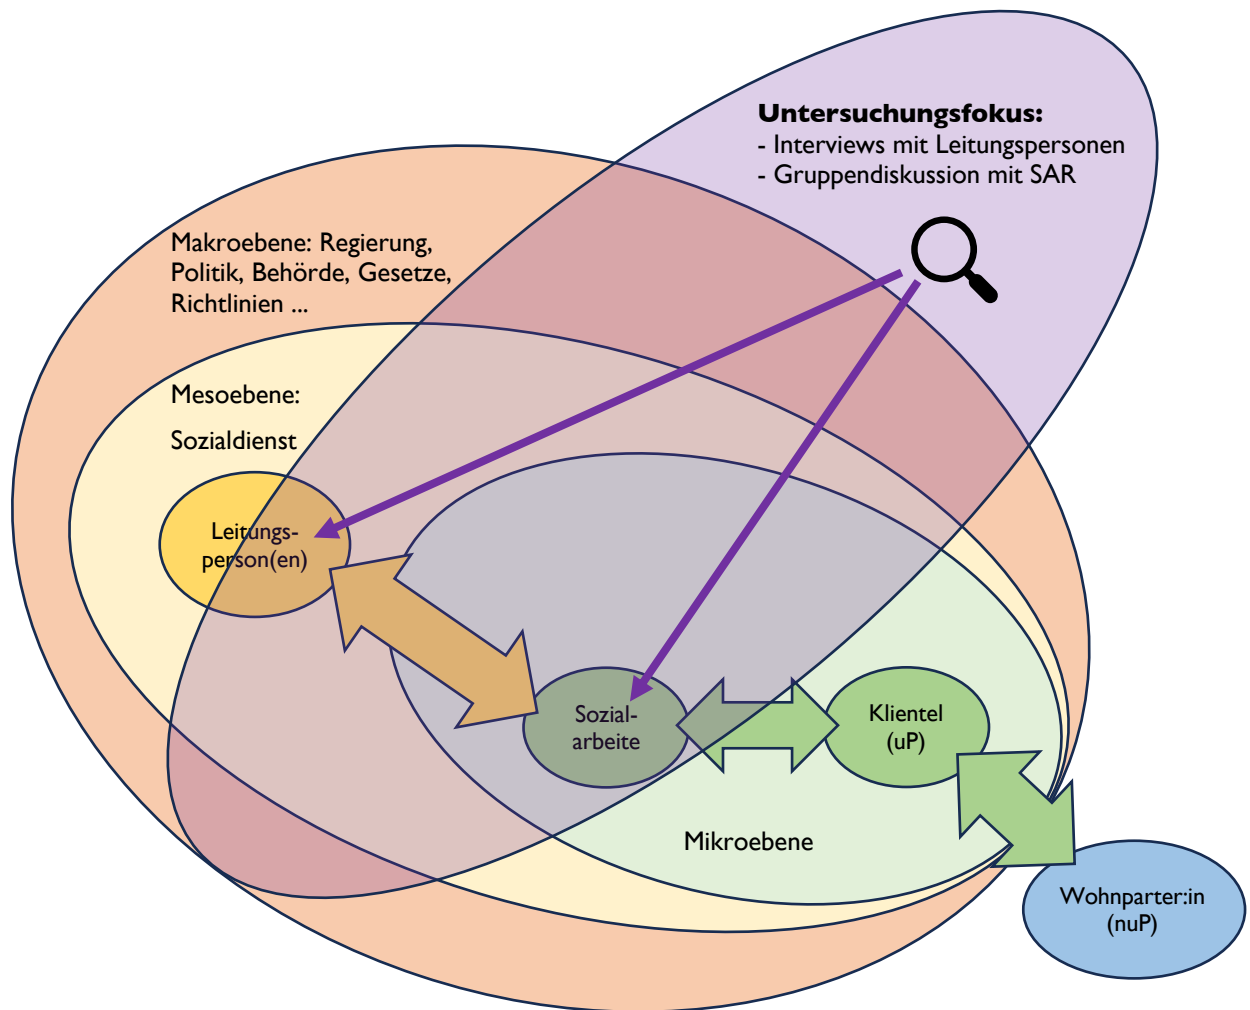 Untersuchungsfokus:
- Interviews mit Leitungspersonen
- Gruppendiskussion mit SAR
Makroebene: Regierung,
Politik, Behörde, Gesetze,
Richtlinien ...
Mesoebene:
Sozialdienst
Leitungs-
person(en)
Sozial-
arbeite
Klientel
(uP)
Mikroebene
Wohnparter:in
(nuP)